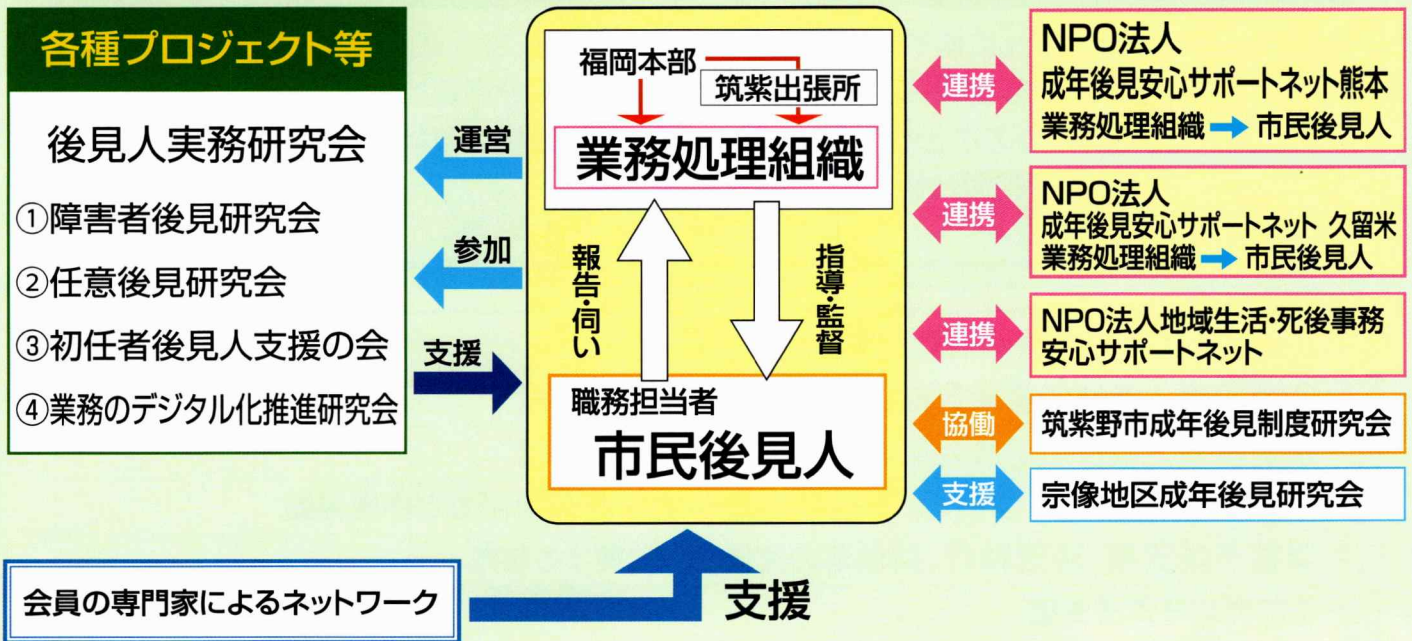 各種プロジェクト等
後見人実務研究会
①障害者後見研究会
②任意後見研究会
③初任者後見人支援の会
④業務のデジタル化推進研究会
運営
参加
支援
福岡本部
筑紫出張所
業務処理組織
報告・伺い
指導・監督
職務担当者
市民後見人
連携
NPO法人
成年後見安心サポートネット熊本
業務処理組織➡市民後見人
連携
NPO法人
成年後見安心サポートネット 久留米
業務処理組織➡市民後見人
連携
NPO法人地域生活・死後事務
安心サポートネット
協働
筑紫野市成年後見制度研究会
支援
宗像地区成年後見研究会
会員の専門家によるネットワーク
支援